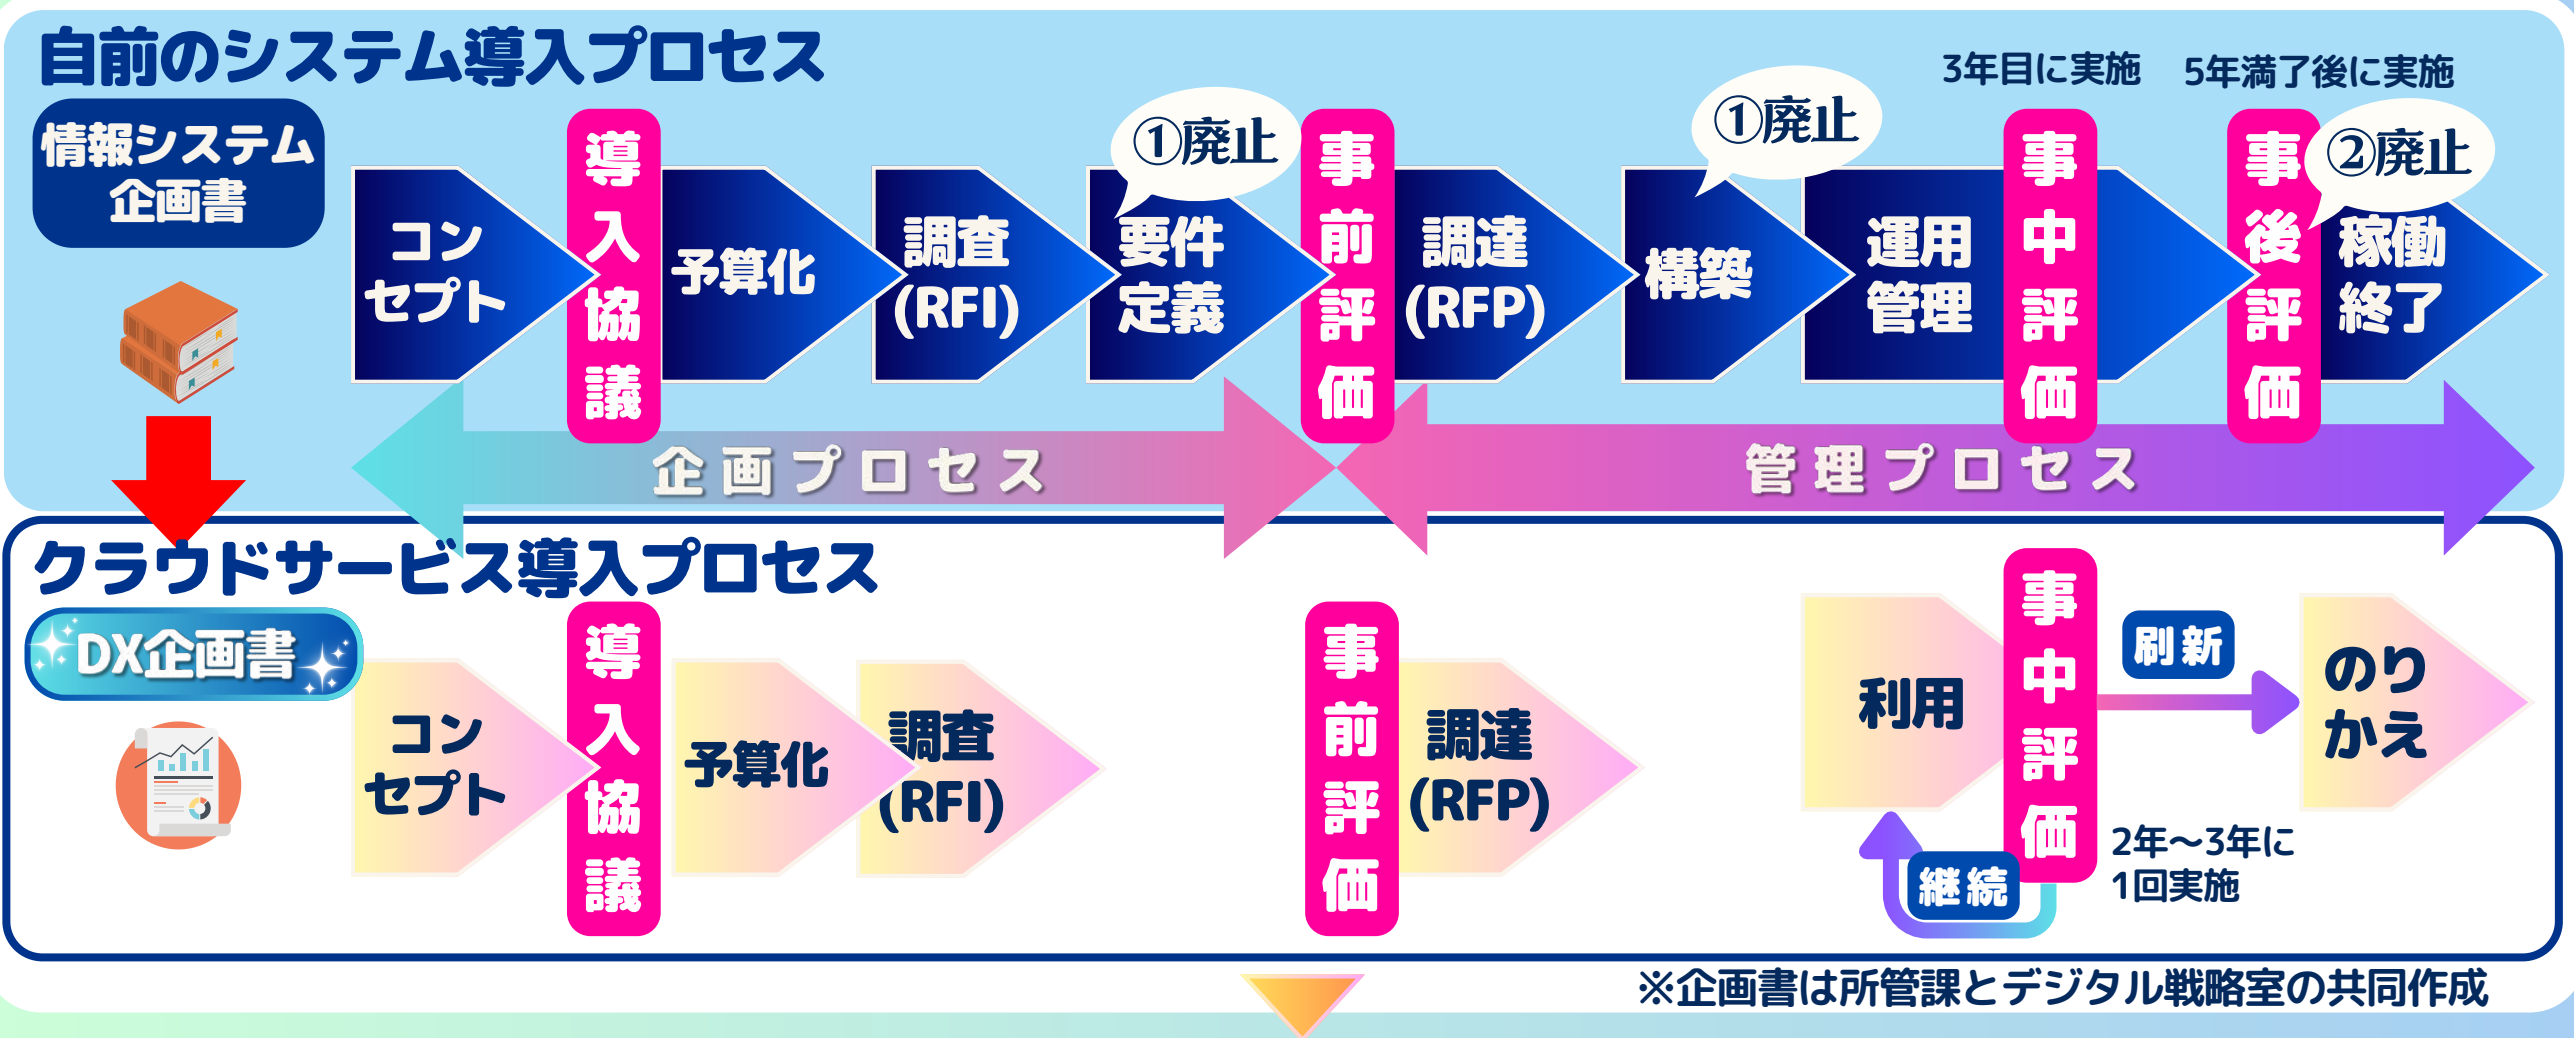 自前のシステム導入プロセス
情報システム
企画書
3年目に実施
5年満了後に実施
コン
セプト
導入協議
予算化
調査
(RFI)
①廃止
要件
定義
事前評価
調達
(RFP)
①廃止
構築
運用
管理
事中評価
事後評価
②廃止
稼働
終了
企画プロセス
管理プロセス
クラウドサービス導入プロセス
DX企画書
コン
セプト
導入協議
予算化
調査
(RFI)
事前評価
調達
(RFP)
利用
事中評価
刷新
のり
かえ
継続
2年〜3年に
1回実施
※企画書は所管課とデジタル戦略室の共同作成